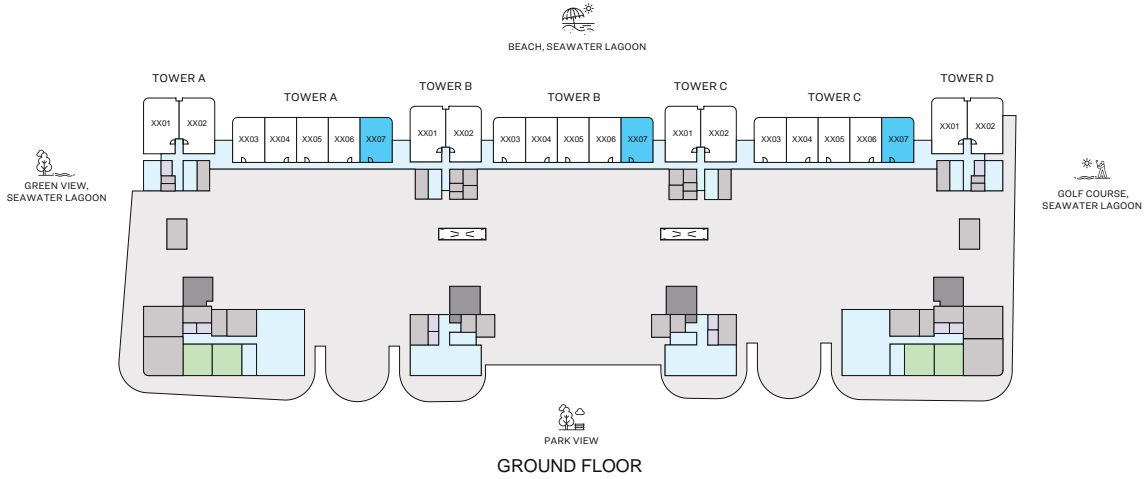 BEACH, SEAWATER LAGOON
TOWER A
TOWER A
TOWER B
TOWER B
TOWER C
TOWER C
TOWER D
XX01 XX02
XX03 XX04 XX05 XX06 XX07
XX01 XX02
XX03 XX04 XX05 XX06 XX07
XX01 XX02
XX03 XX04 XX05 XX06 XX07
XX01 XX02
GREEN VIEW,
SEAWATER LAGOON
GOLF COURSE,
SEAWATER LAGOON
PARK VIEW
GROUND FLOOR